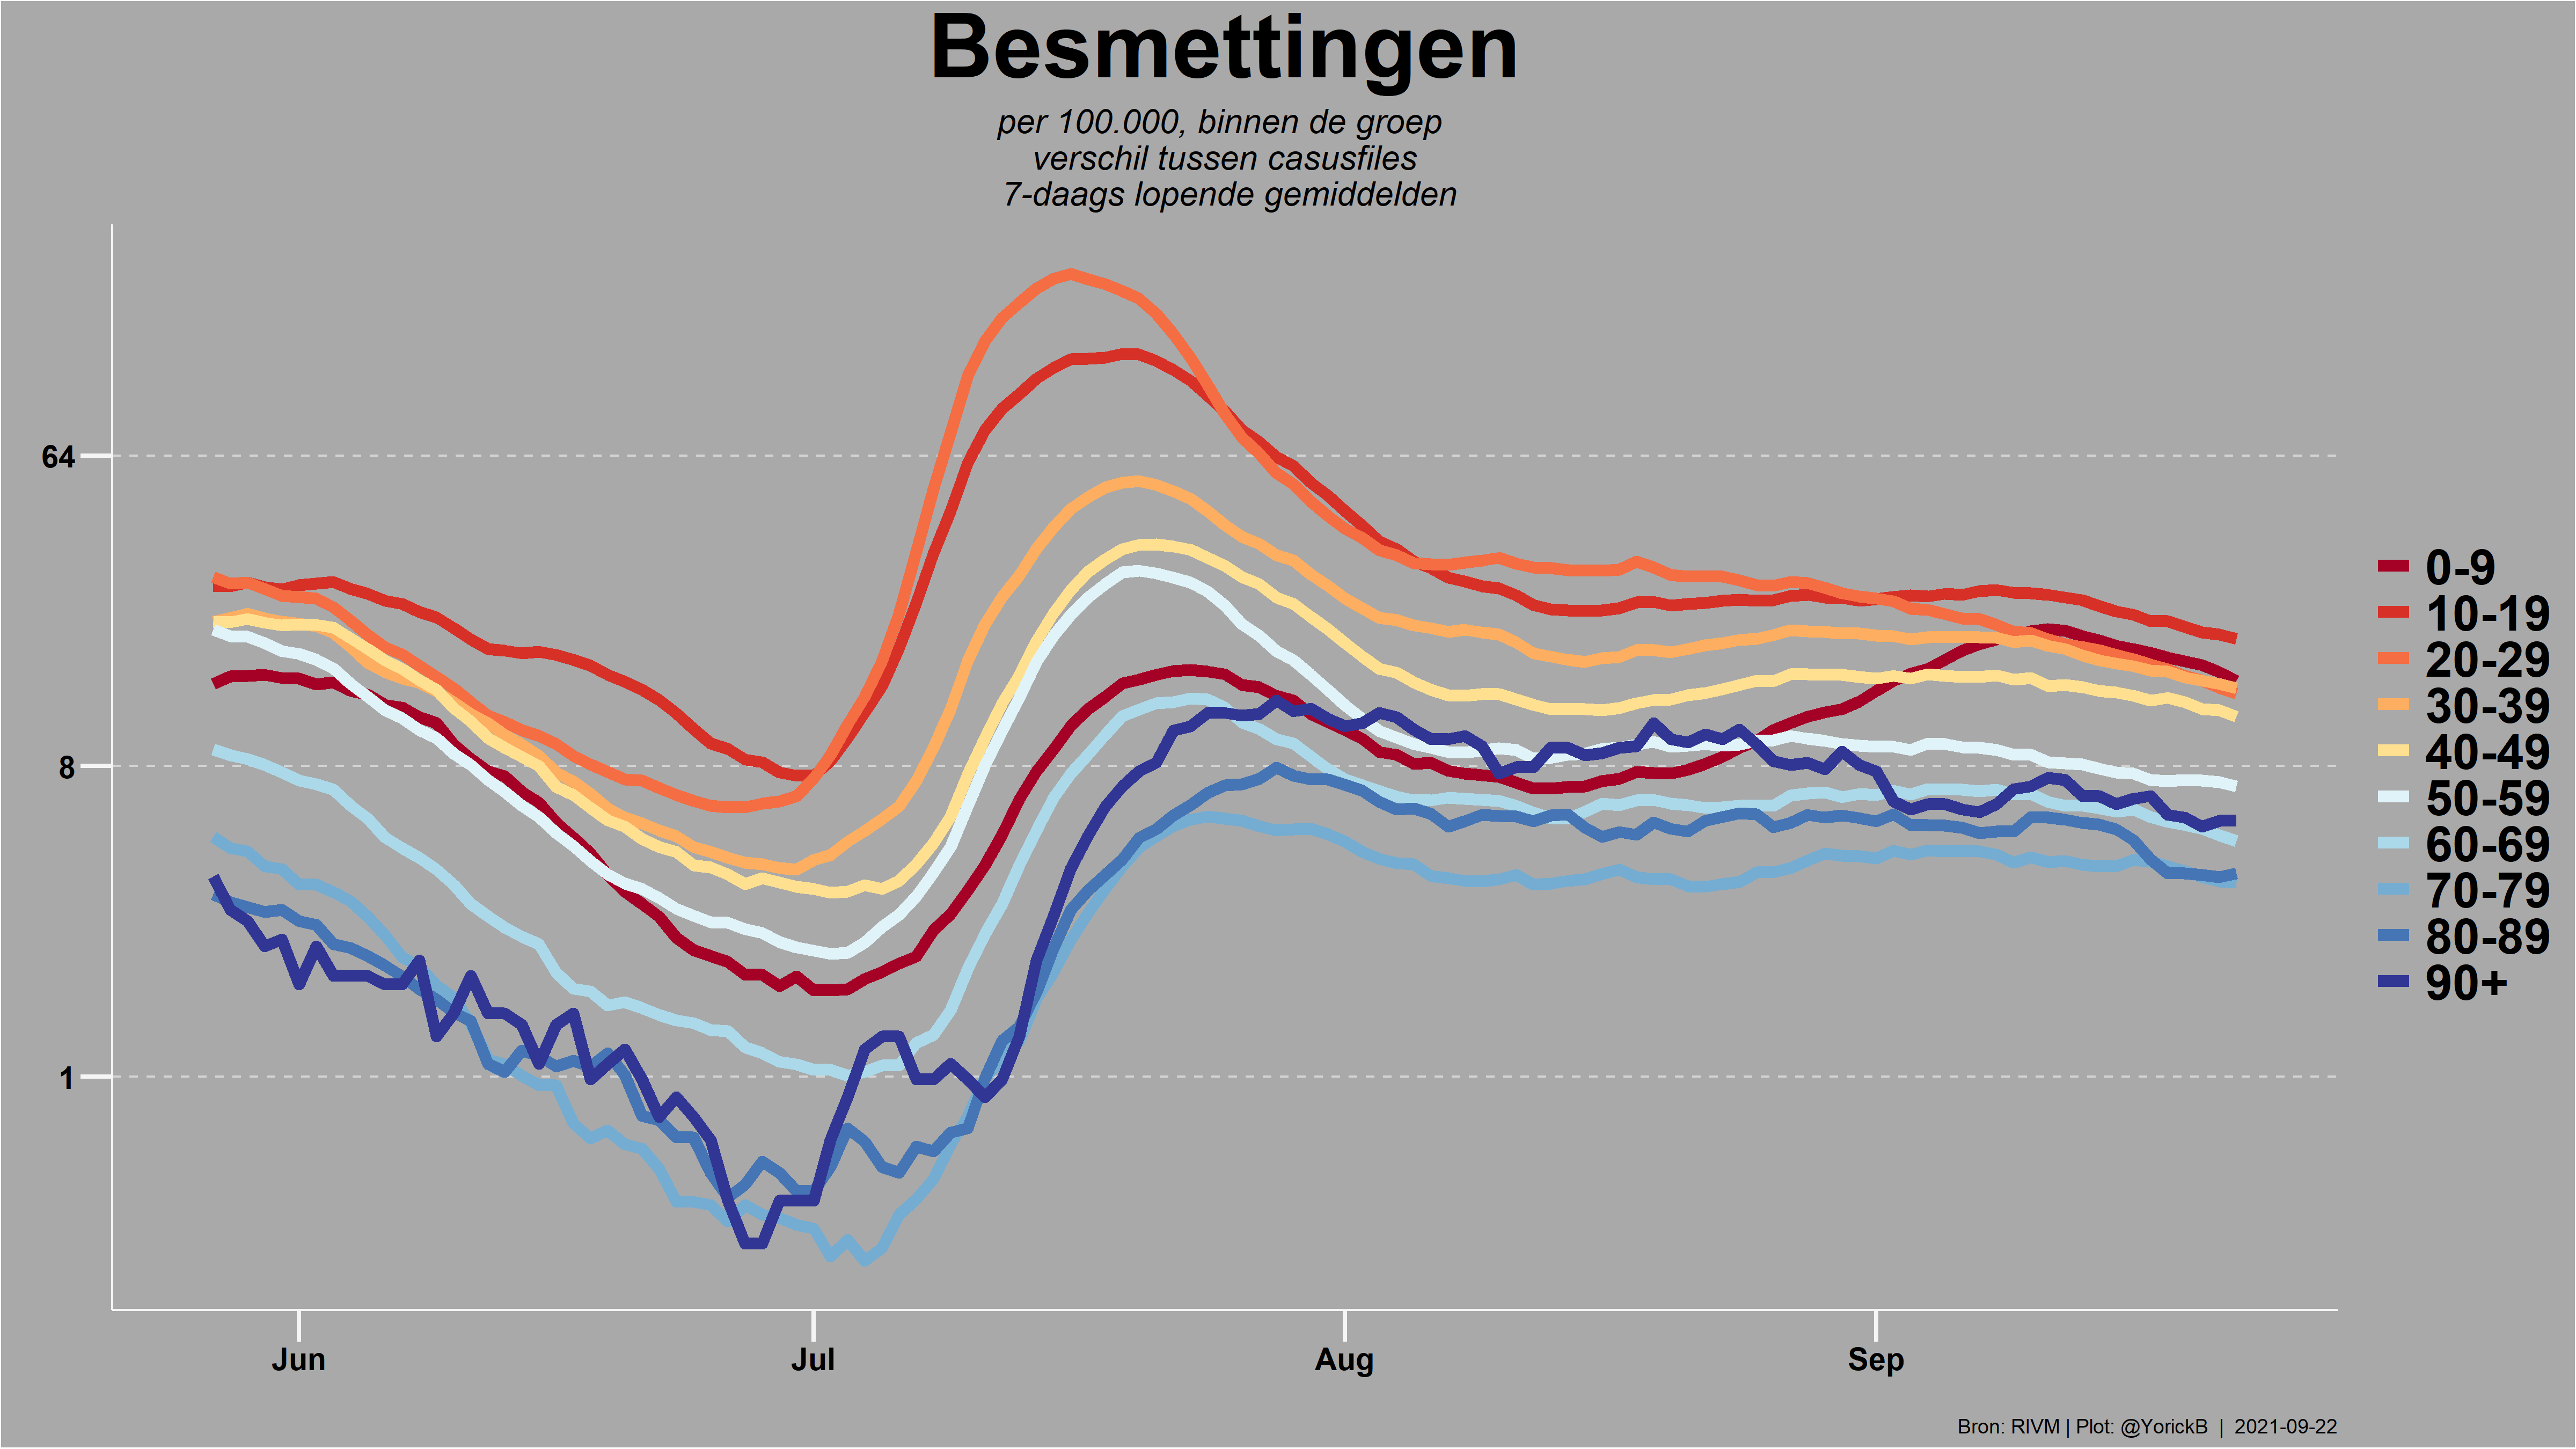 Besmettingen
per 100.000, binnen de groep
verschil tussen casusfiles
7-daags lopende gemiddelden
64
8
1
Jun Jul Aug Sep
0-9
10-19
20-29
30-39
40-49
50-59
60-69
70-79
80-89
90+
Bron: RIVM | Plot: @YorickB | 2021-09-22